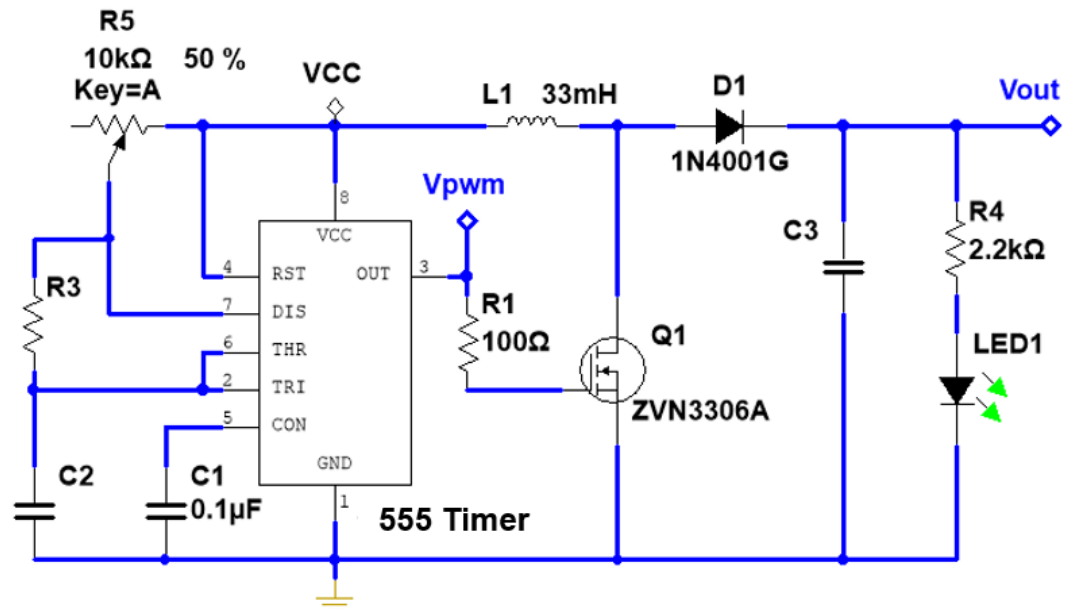 R5
10kΩ 50 %
Key=A
VCC
L1 33mH
D1
1N4001G
Vout
Vpwm
8
VCC
R4
2.2kΩ
C3
R3
4 RST OUT 3
7 DIS
R1
100Ω
6 THR
2 TRI
Q1
ZVN3306A
LED1
5 CON
GND
C2
C1
0.1µF
1
555 Timer